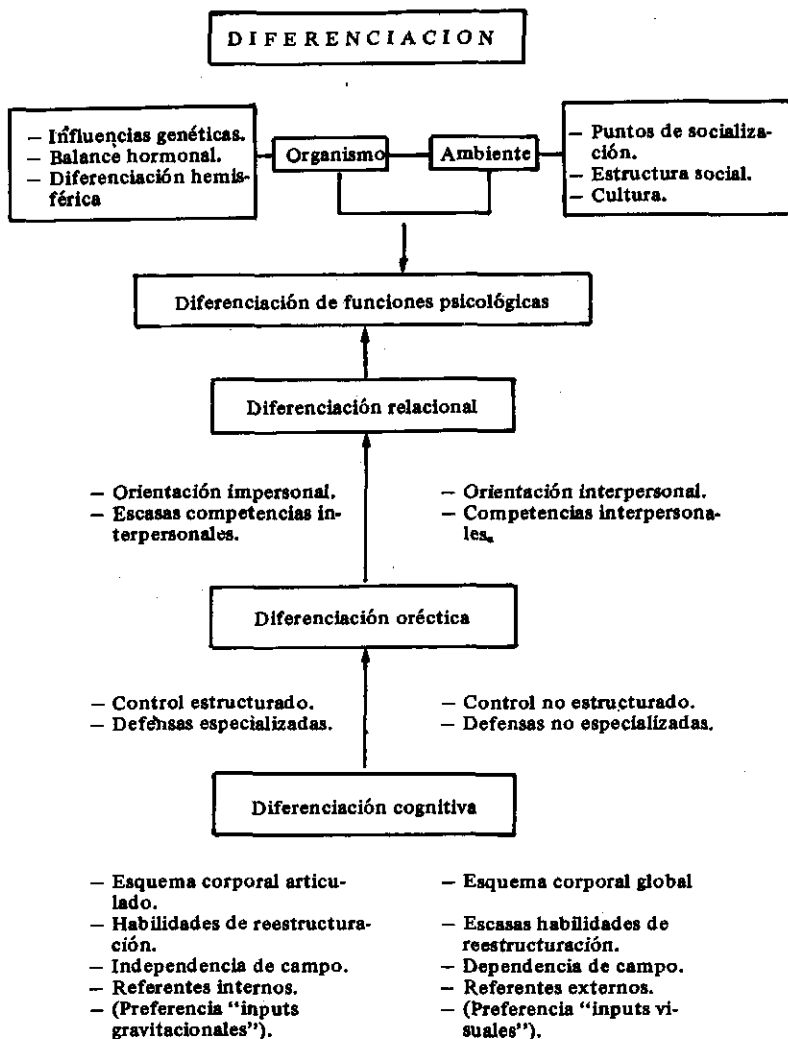 DIFERENCIACION
– Influencias genéticas.
– Balance hormonal.
– Diferenciación hemis-
férica
Organismo
Ambiente
– Puntos de socializa-
ción.
– Estructura social.
– Cultura.
Diferenciación de funciones psicológicas
Diferenciación relacional
– Orientación impersonal.
– Escasas competencias in-
terpersonales.
– Orientación interpersonal.
– Competencias interpersona-
les.
Diferenciación oréctica
– Control estructurado.
– Defensas especializadas.
– Control no estructurado.
– Defensas no especializadas.
Diferenciación cognitiva
– Esquema corporal articu-
lado.
– Habilidades de reestructura-
ción.
– Independencia de campo.
– Referentes internos.
– (Preferencia “inputs
gravitacionales”).
– Esquema corporal global
– Escasas habilidades de
reestructuración.
– Dependencia de campo.
– Referentes externos.
– (Preferencia “inputs vi-
suales”).